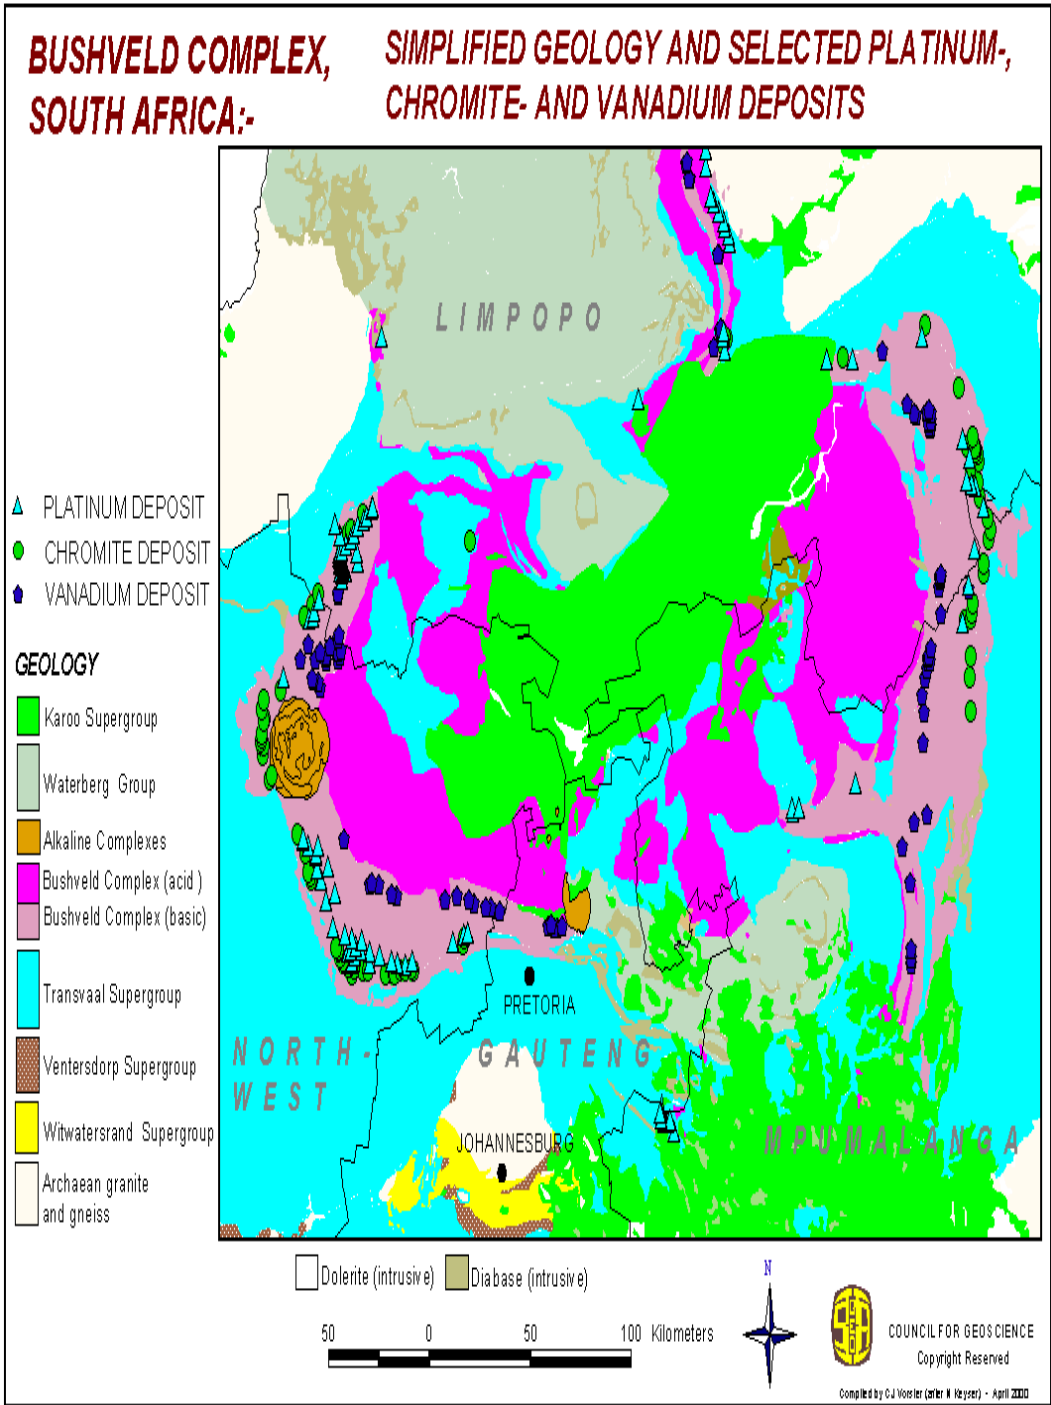 BUSHVELD COMPLEX,
SOUTH AFRICA:-
SIMPLIFIED GEOLOGY AND SELECTED PLATINUM-,
CHROMITE- AND VANADIUM DEPOSITS
LIMPOPO
PLATINUM DEPOSIT
CHROMITE DEPOSIT
VANADIUM DEPOSIT
GEOLOGY
Karoo Supergroup
Waterberg Group
Alkaline Complexes
Bushveld Complex (acid )
Bushveld Complex (basic)
Transvaal Supergroup
Ventersdorp Supergroup
Witwatersrand Supergroup
Archaean granite
and gneiss
PRETORIA
NORTH-
WEST
GAUTENG
JOHANNESBURG
MPUMALANGA
Dolerite (intrusive)
Diabase (intrusive)
50 0 50 100 Kilometers
N
COUNCIL FOR GEOSCIENCE
Copyright Reserved
Compiled by CJ Vorster (after N Keyser) - April 2000